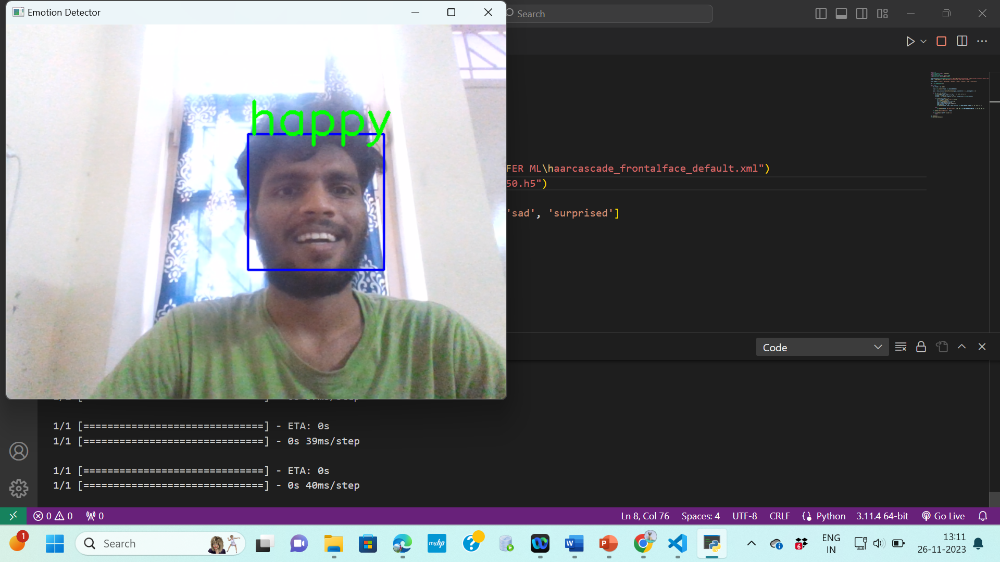 Emotion Detector
Search
happy
FER ML\haarcascade_frontalface_default.xml")
50.h5")
'sad', 'surprised']
Code
1/1 [==============================] - ETA: 0s
1/1 [==============================] - 0s 39ms/step
1/1 [==============================] - ETA: 0s
1/1 [==============================] - 0s 40ms/step
0 0 0
Ln 8, Col 76 Spaces: 4 UTF-8 CRLF Python 3.11.4 64-bit Go Live
1
Search
myhp
W
P
6
ENG
IN
13:11
26-11-2023